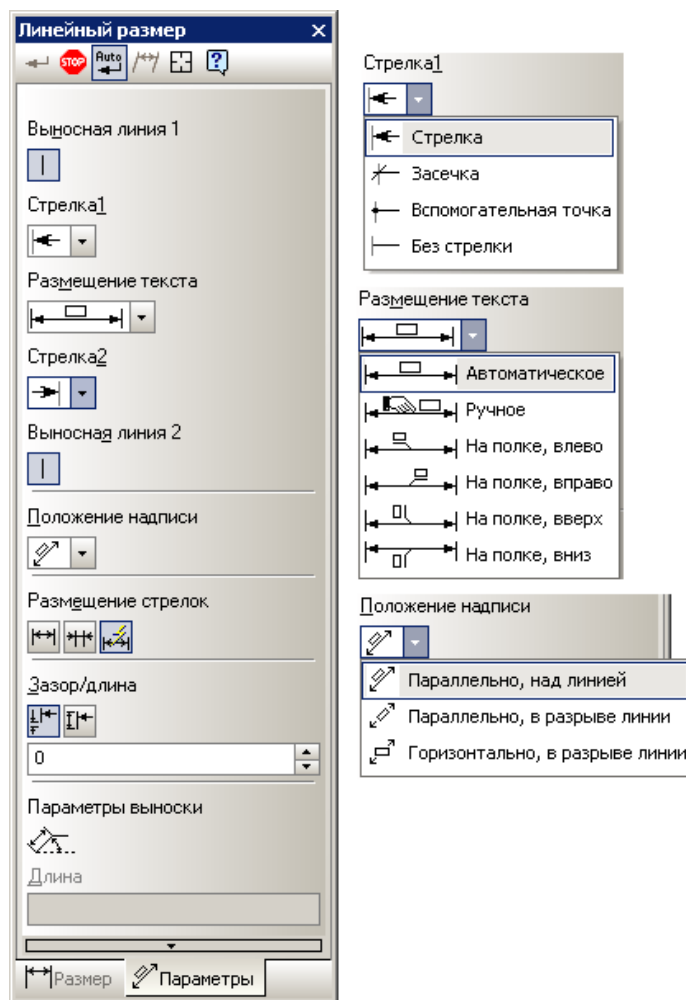 Линейный размер
STOP
Auto
Выносная линия 1
Стрелка1
Размещение текста
Стрелка2
Выносная линия 2
Положение надписи
Размещение стрелок
Зазор/длина
0
Параметры выноски
Длина
Размер
Параметры
Стрелка1
Стрелка
Засечка
Вспомогательная точка
Без стрелки
Размещение текста
Автоматическое
Ручное
На полке, влево
На полке, вправо
На полке, вверх
На полке, вниз
Положение надписи
Параллельно, над линией
Параллельно, в разрыве линии
Горизонтально, в разрыве линии